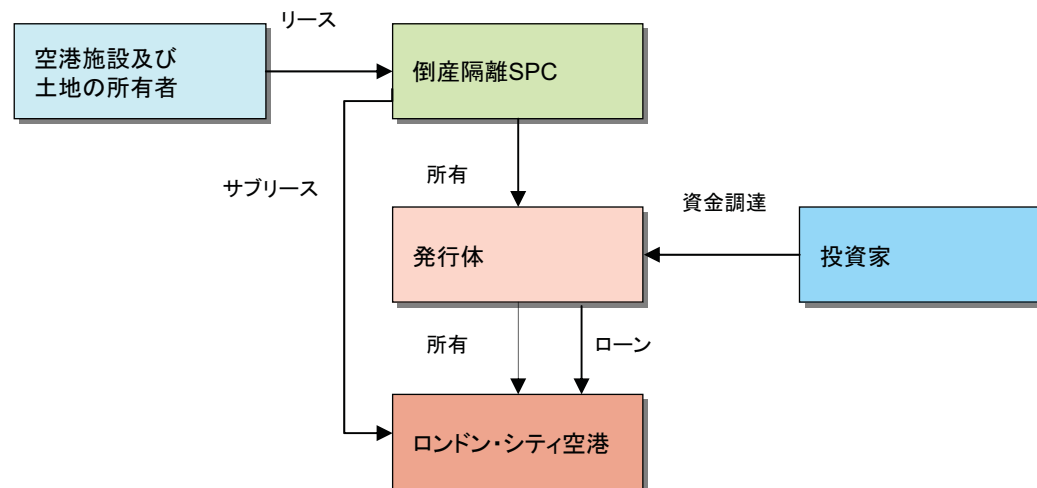 リース
空港施設及び
土地の所有者
倒産隔離SPC
サブリース
所有
資金調達
発行体
投資家
所有
ローン
ロンドン・シティ空港